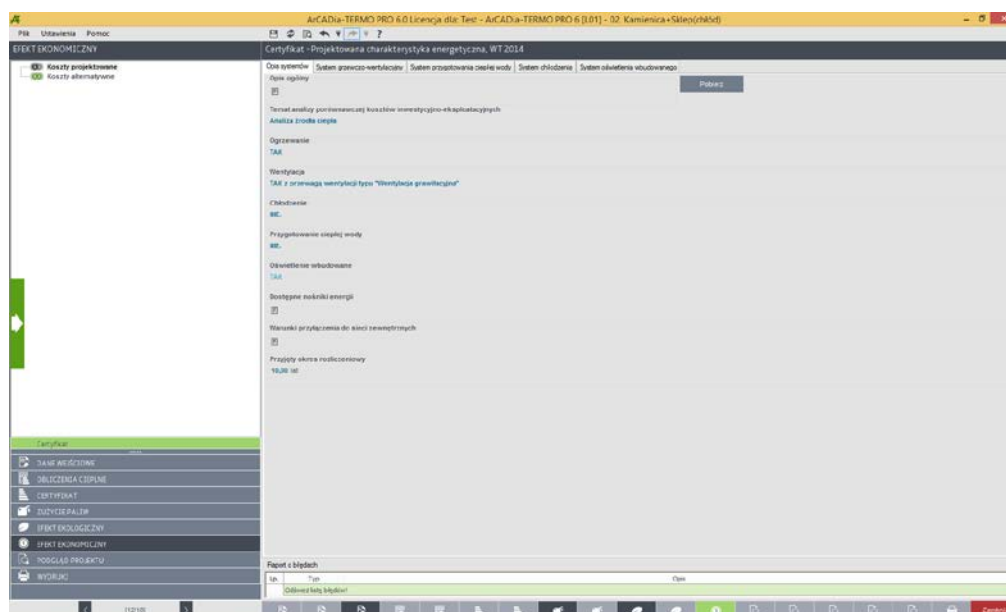 ArCADia-TERMO PRO 6.0 Licencja dla: Test - ArCADia-TERMO PRO 6 [L01] - 02. Kamienica+Sklep(chłód)
Plik Ustawienia Pomoc
EFEKT EKONOMICZNY
Certyfikat - Projektowana charakterystyka energetyczna, WT 2014
Koszty projektowane
Koszty alternatywne
Opis systemów System grzewczo-wentylacyjny System przygotowania ciepłej wody System chłodzenia System oświetlenia wbudowanego
Opis ogólny
Pobierz
Temat analizy porównawczej kosztów inwestycyjno-eksploatacyjnych
Analiza źródła ciepła
Ogrzewanie
TAK
Wentylacja
TAK z przewagą wentylacji typu "Wentylacja grawitacyjna"
Chłodzenie
NIE.
Przygotowanie ciepłej wody
NIE.
Oświetlenie wbudowane
TAK
Dostępne nośniki energii
Warunki przyłączenia do sieci zewnętrznych
Przyjęty okres rozliczeniowy
10,00 lat
Certyfikat
DANE WEJŚCIOWE
OBLICZENIA CIEPLNE
CERTYFIKAT
ZUŻYCIE PALIW
EFEKT EKOLOGICZNY
EFEKT EKONOMICZNY
PODGLĄD PROJEKTU
WYDRUKI
Raport o błędach
Lp. Typ Opis
Odśwież listę błędów!
Zamknij